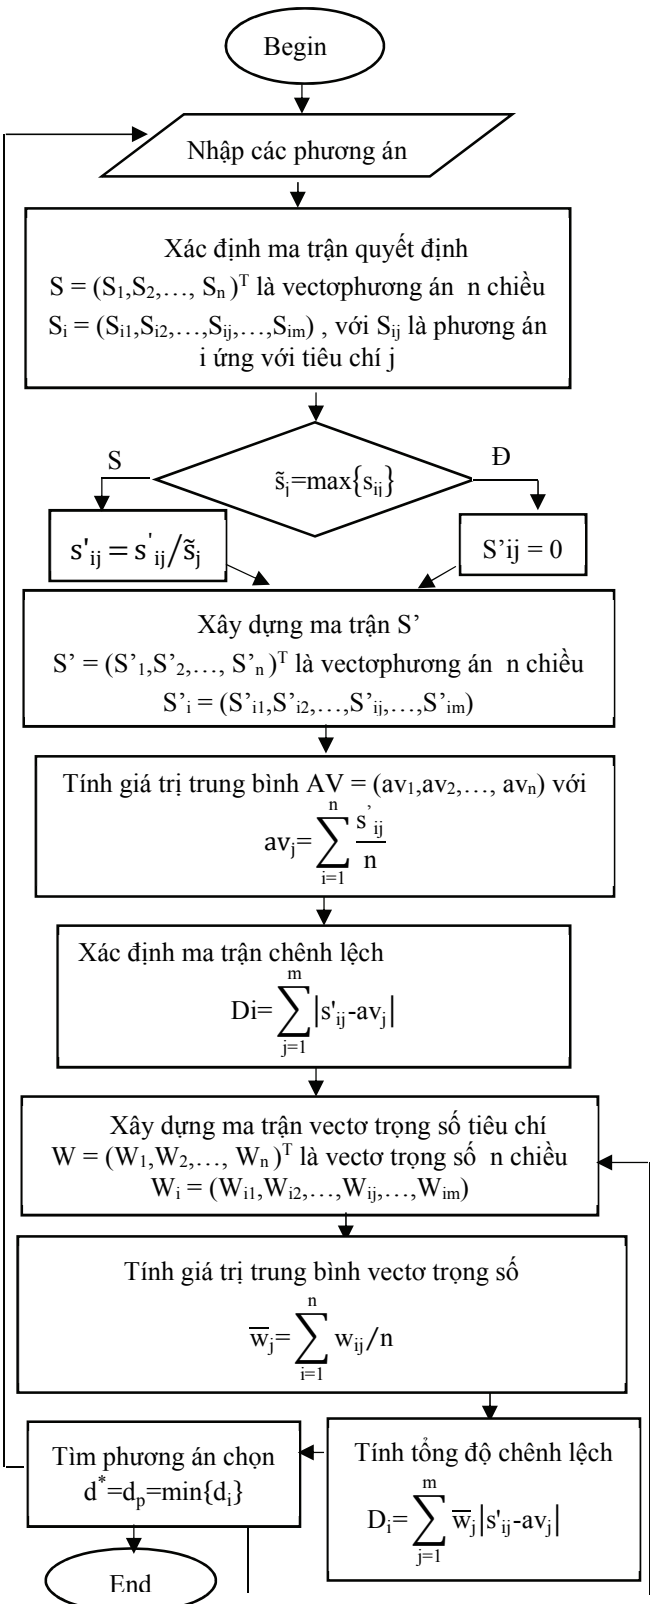 Begin
Nhập các phương án
Xác định ma trận quyết định
S = (S₁,S₂,…, Sₙ)ᵀ là vectơphương án n chiều
Sᵢ = (Sᵢ₁,Sᵢ₂,…,Sᵢⱼ,…,Sᵢₘ) , với Sᵢⱼ là phương án
i ứng với tiêu chí j
S
s̃ⱼ=max{sᵢⱼ}
Đ
s'ᵢⱼ = s'ᵢⱼ/s̃ⱼ
S’ij = 0
Xây dựng ma trận S’
S’ = (S’₁,S’₂,…, S’ₙ)ᵀ là vectơphương án n chiều
S’ᵢ = (S’ᵢ₁,S’ᵢ₂,…,S’ᵢⱼ,…,S’ᵢₘ)
Tính giá trị trung bình AV = (av₁,av₂,…, avₙ) với
avⱼ=∑ᵢ₌₁ⁿ s’ᵢⱼ/n
Xác định ma trận chênh lệch
Di=∑ⱼ₌₁ᵐ|s'ᵢⱼ-avⱼ|
Xây dựng ma trận vectơ trọng số tiêu chí
W = (W₁,W₂,…, Wₙ)ᵀ là vectơ trọng số n chiều
Wᵢ = (Wᵢ₁,Wᵢ₂,…,Wᵢⱼ,…,Wᵢₘ)
Tính giá trị trung bình vectơ trọng số
w̅ⱼ=∑ᵢ₌₁ⁿ wᵢⱼ/n
Tính tổng độ chênh lệch
Dᵢ=∑ⱼ₌₁ᵐ w̅ⱼ|s'ᵢⱼ-avⱼ|
Tìm phương án chọn
d*=dₚ=min{dᵢ}
End